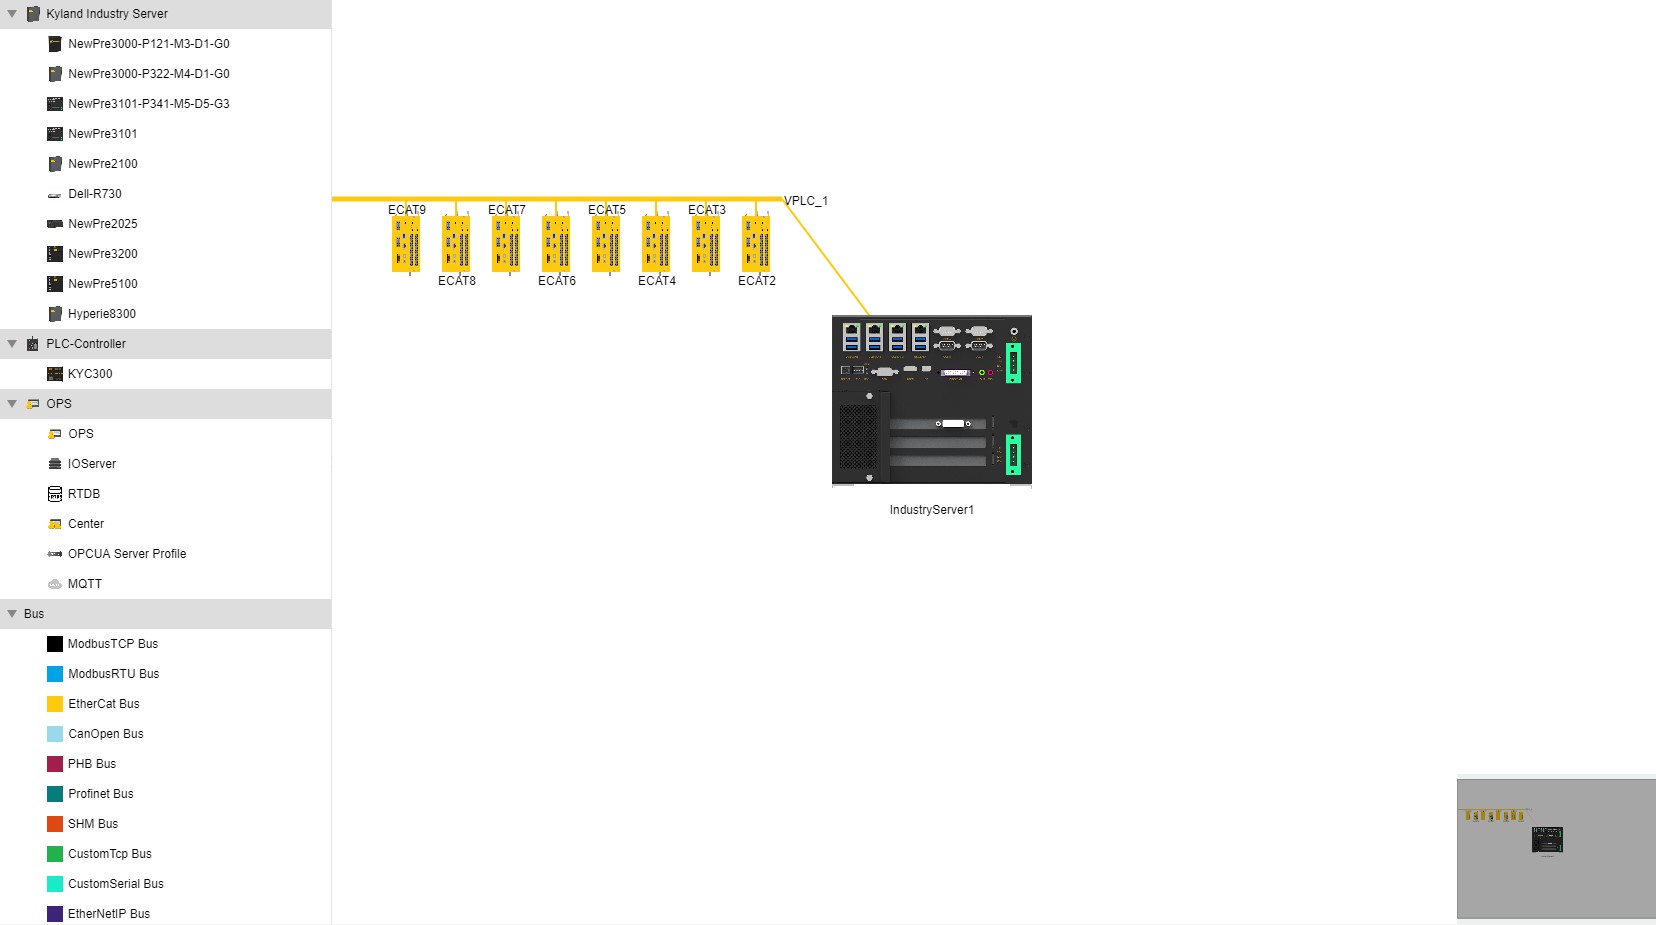 Kyland Industry Server
NewPre3000-P121-M3-D1-G0
NewPre3000-P322-M4-D1-G0
NewPre3101-P341-M5-D5-G3
NewPre3101
NewPre2100
Dell-R730
NewPre2025
NewPre3200
NewPre5100
Hyperie8300
PLC-Controller
KYC300
OPS
OPS
IOServer
RTDB
Center
OPCUA Server Profile
MQTT
Bus
ModbusTCP Bus
ModbusRTU Bus
EtherCat Bus
CanOpen Bus
PHB Bus
Profinet Bus
SHM Bus
CustomTcp Bus
CustomSerial Bus
EtherNetIP Bus
VPLC_1
ECAT9
ECAT7
ECAT5
ECAT3
ECAT8
ECAT6
ECAT4
ECAT2
IndustryServer1